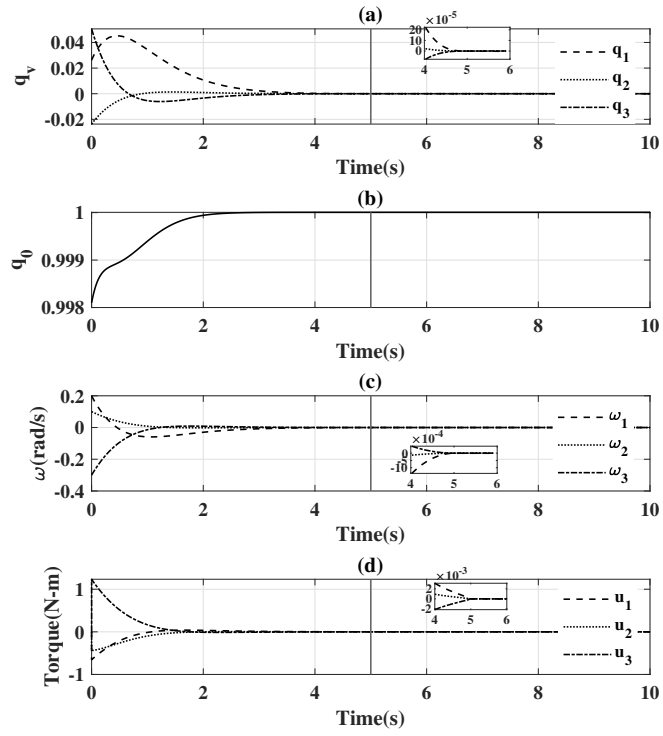 (a)
×10⁻⁵
20
10
0
4 5 6
0.04
0.02
0
-0.02
q_v
q_1
q_2
q_3
0 2 4 6 8 10
Time(s)
(b)
1
0.999
0.998
q_0
0 2 4 6 8 10
Time(s)
(c)
0.2
0
-0.2
-0.4
ω(rad/s)
×10⁻⁴
0
-10
4 5 6
ω_1
ω_2
ω_3
0 2 4 6 8 10
Time(s)
(d)
×10⁻³
2
0
-2
4 5 6
1
0
-1
Torque(N-m)
u_1
u_2
u_3
0 2 4 6 8 10
Time(s)